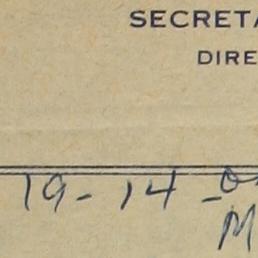 SECRETA
DIRE
19-14-
M